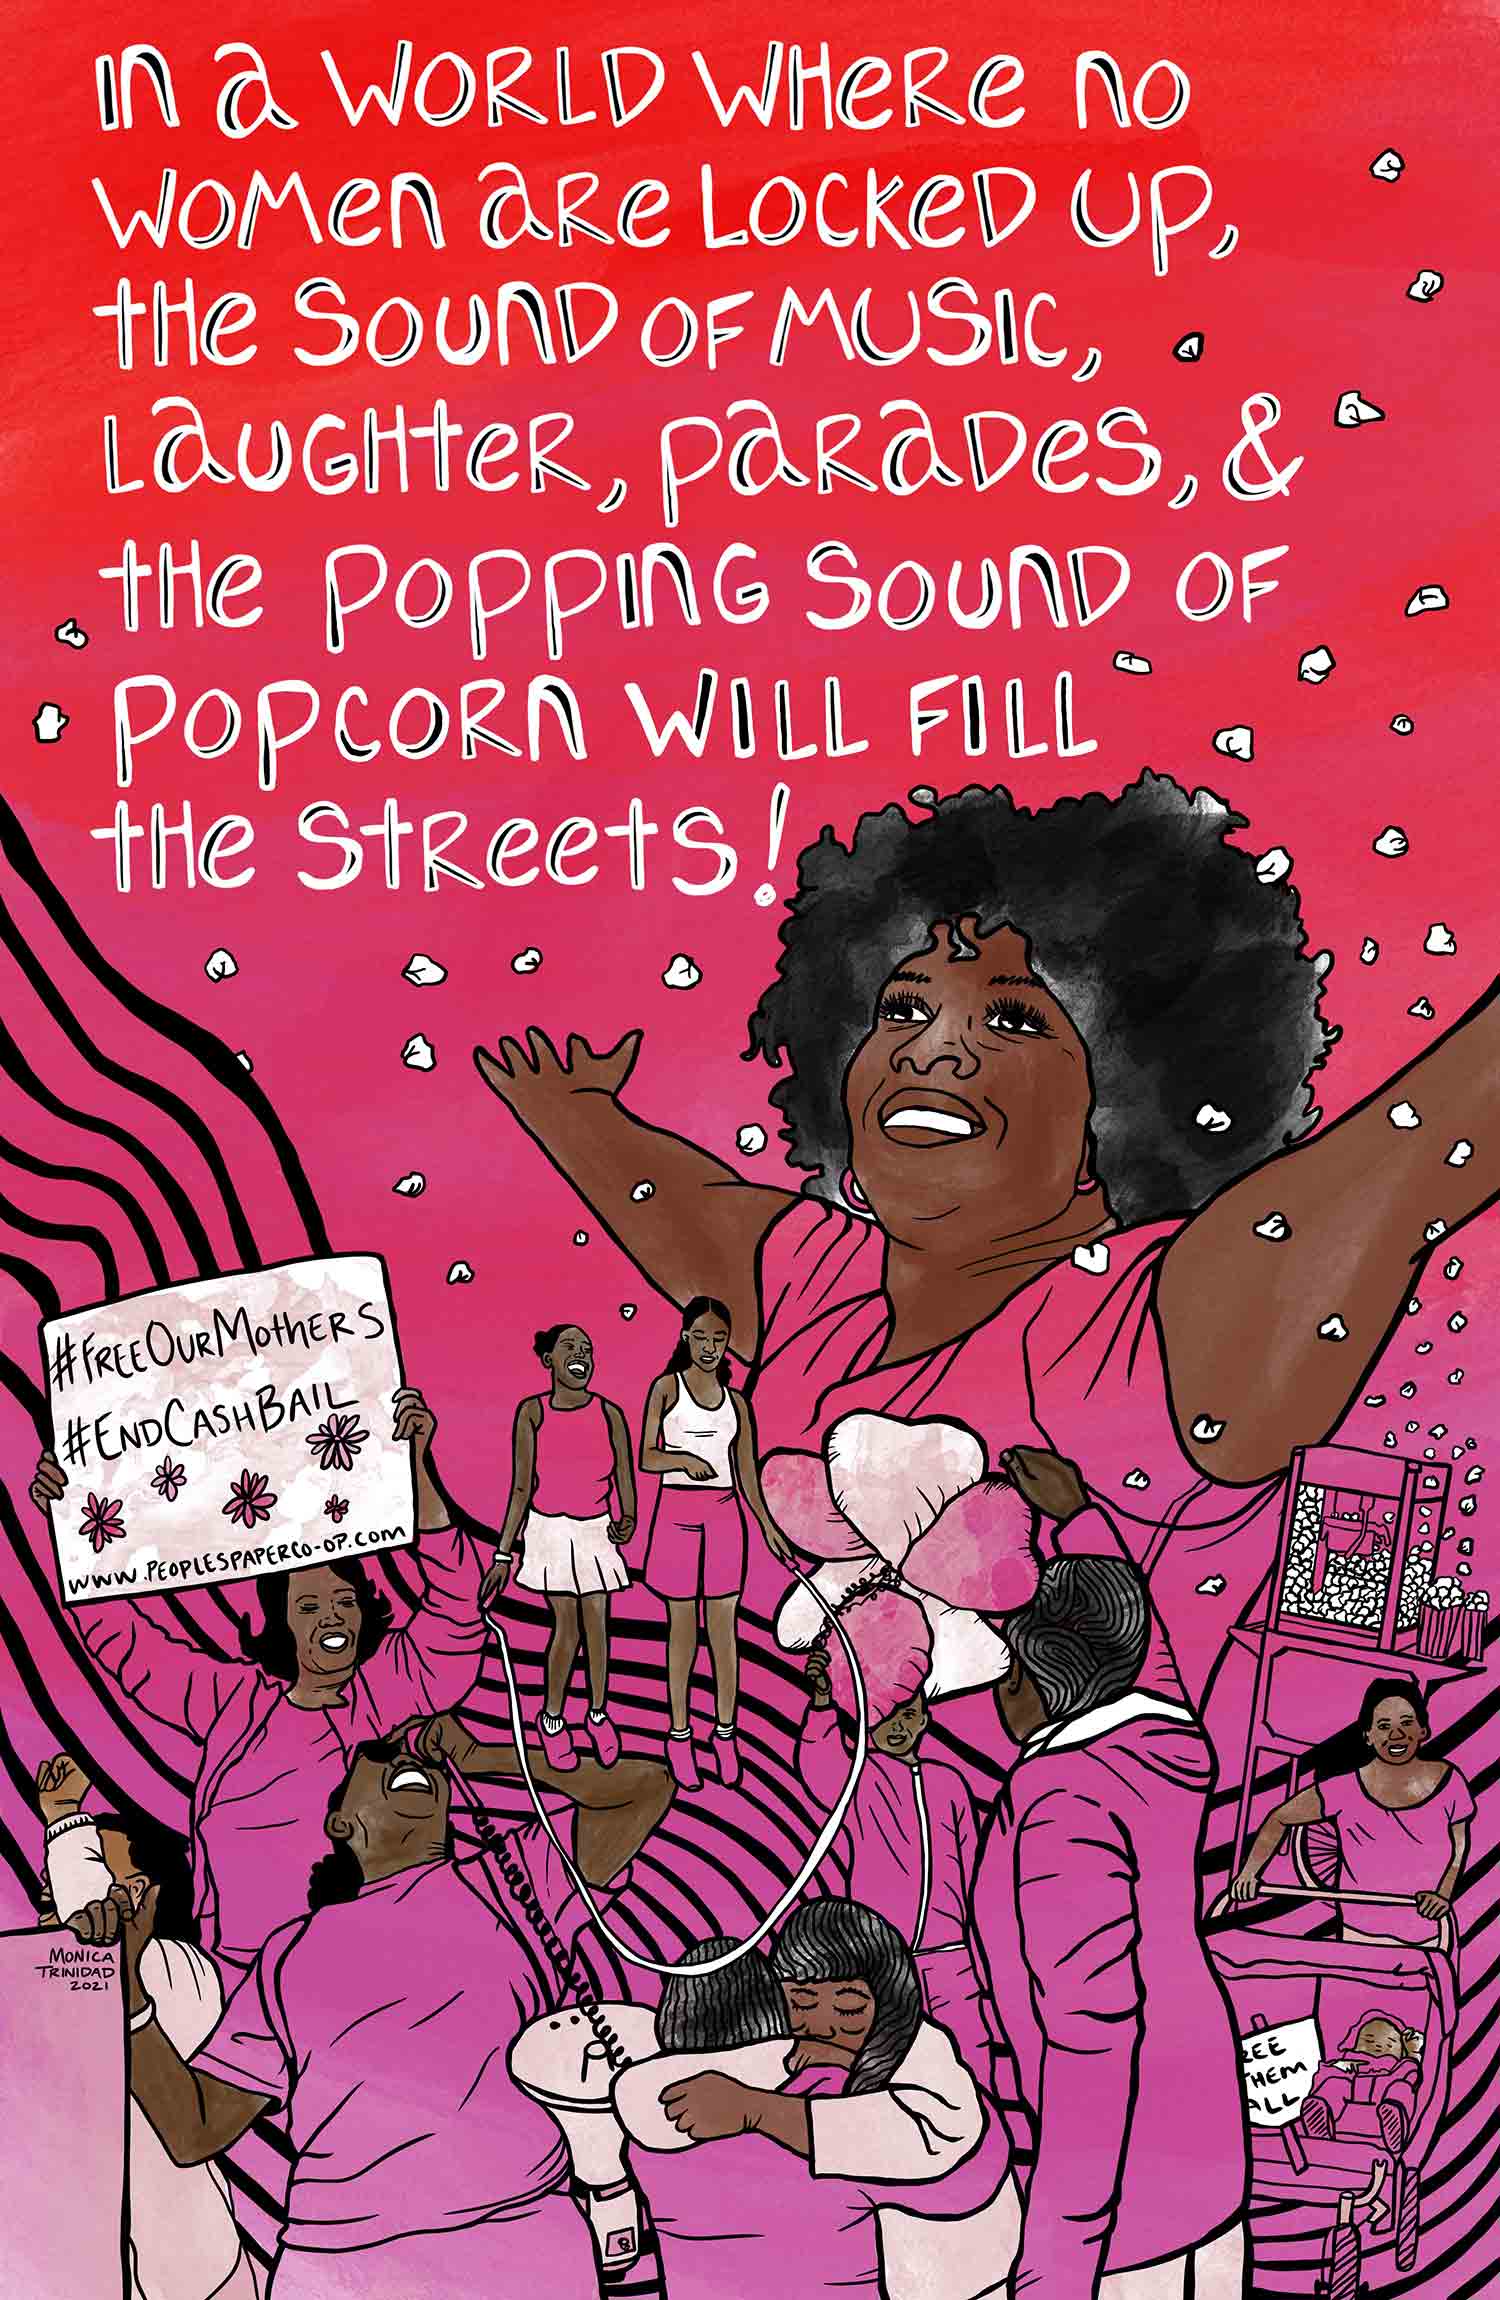 In a world where no
women are locked up,
the sound of music,
laughter, parades, &
the popping sound of
popcorn will fill
the streets!
#FreeOurMothers
#EndCashBail
www.peoplespaperco-op.com
Monica
Trinidad
2021
ree
them
all